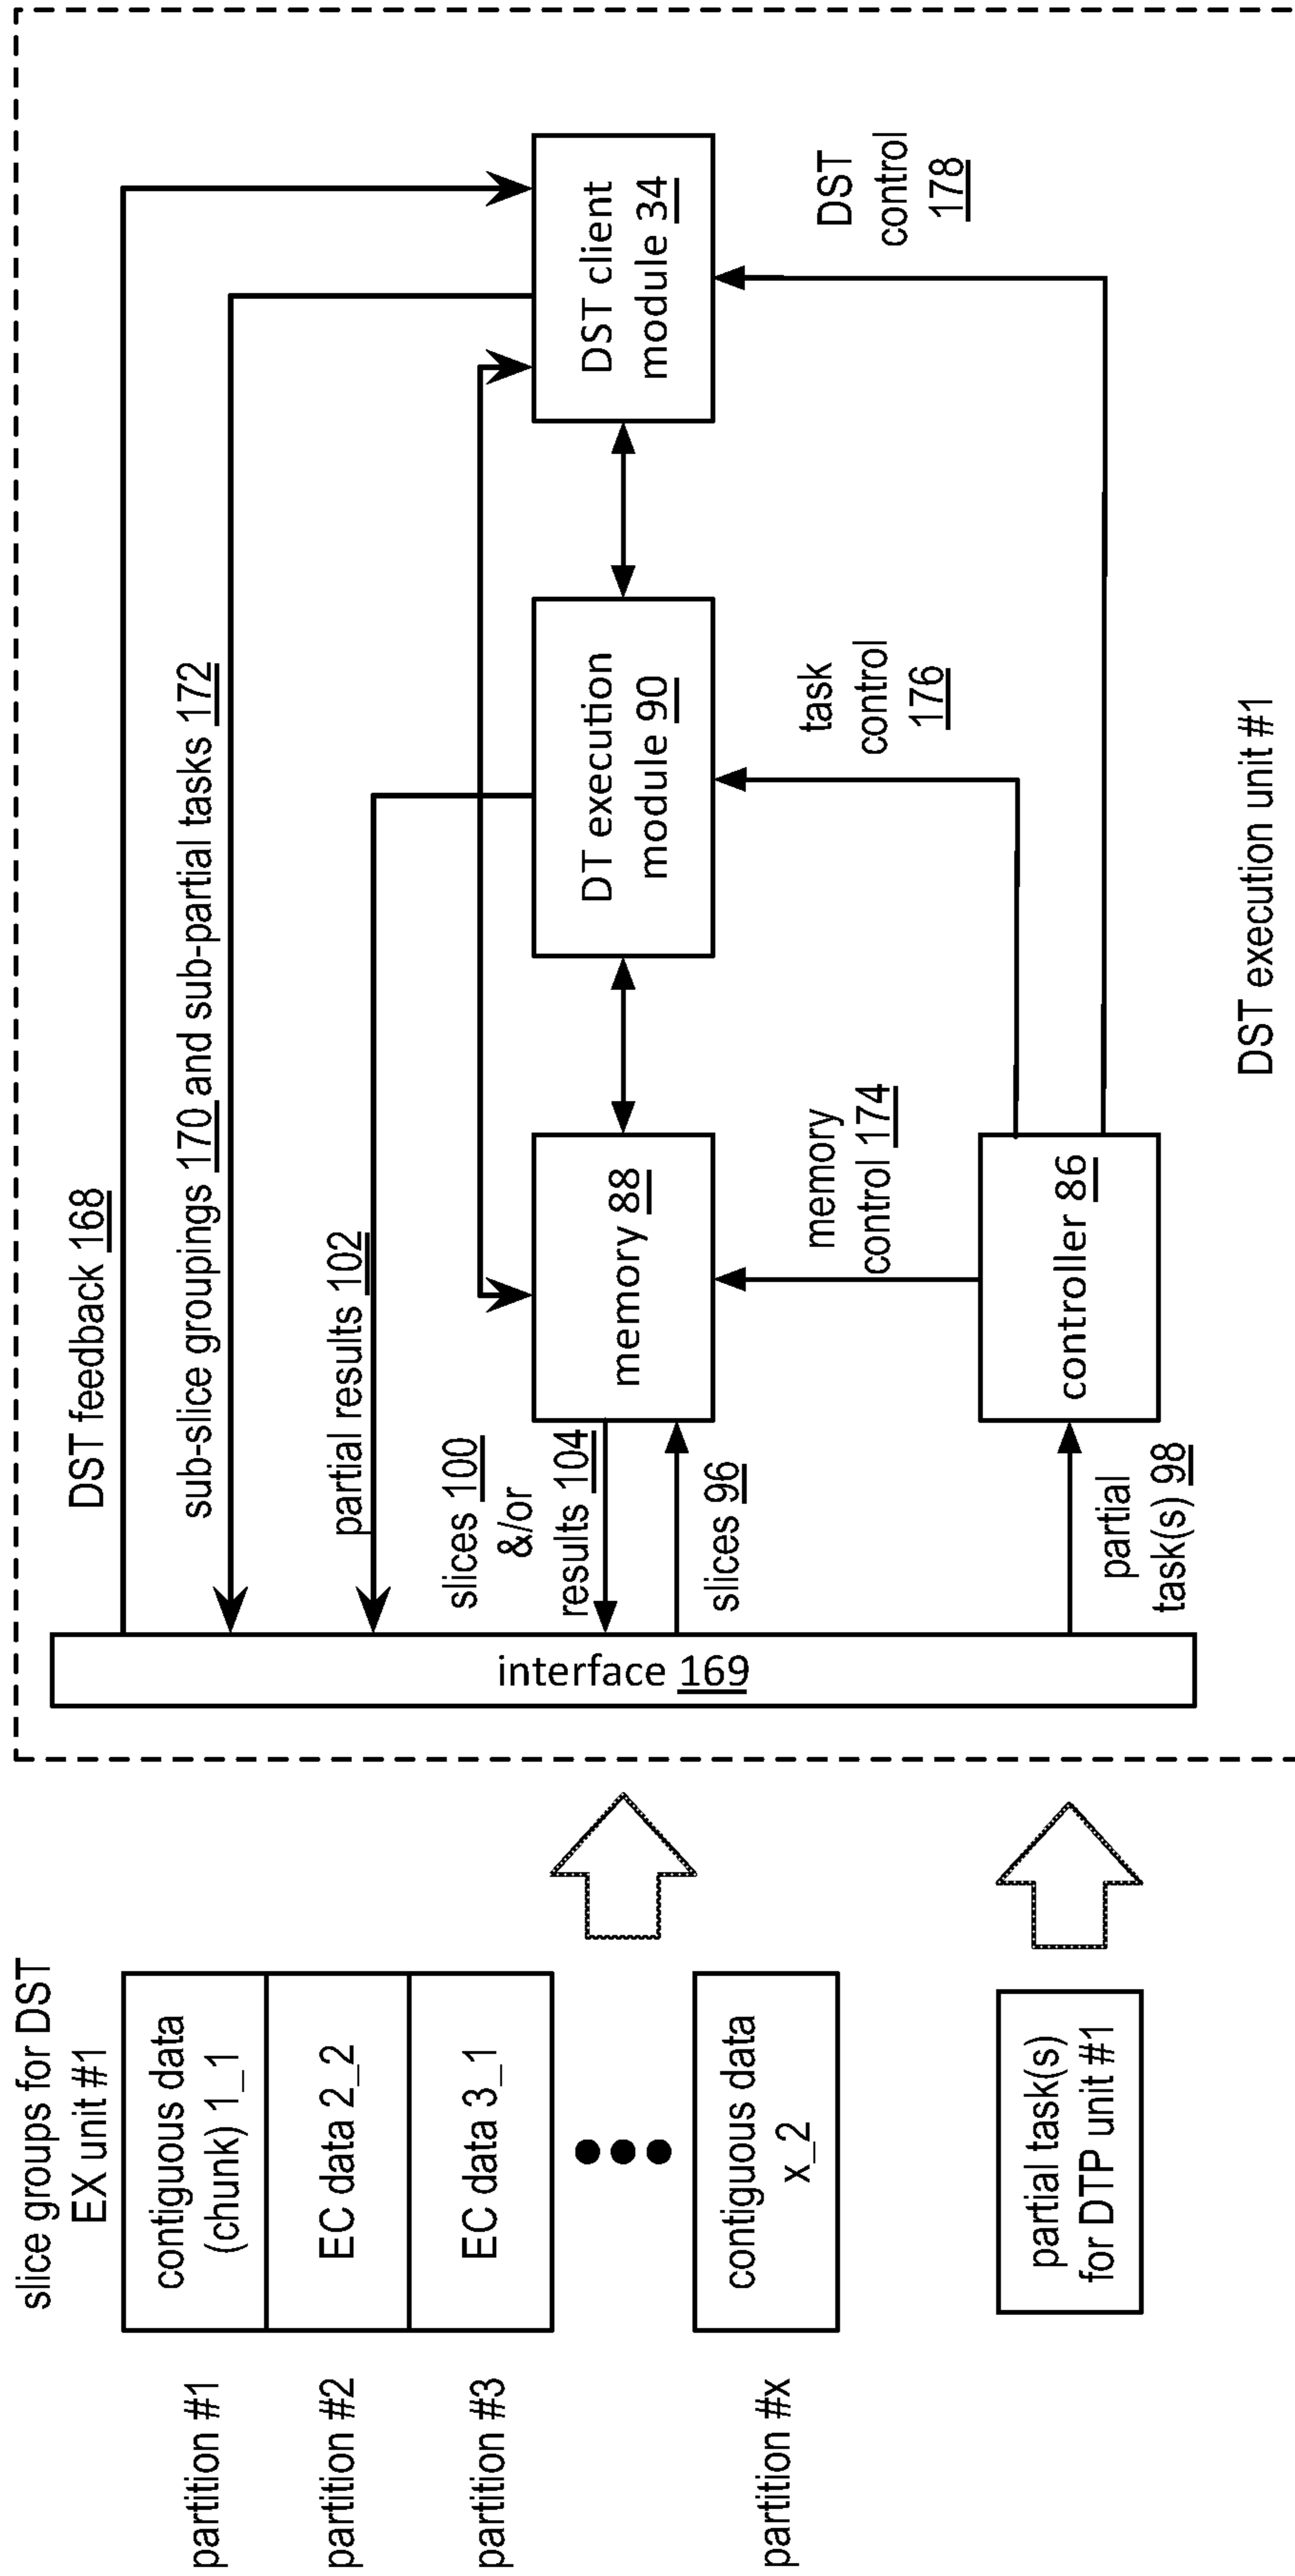 slice groups for DST
EX unit #1
partition #1
contiguous data
(chunk) 1_1
partition #2
EC data 2_2
partition #3
EC data 3_1
partition #x
contiguous data
x_2
partial task(s)
for DTP unit #1
interface 169
DST feedback 168
sub-slice groupings 170 and sub-partial tasks 172
partial results 102
slices 100
&/or
results 104
slices 96
partial
task(s) 98
memory 88
DT execution
module 90
DST client
module 34
memory
control 174
task
control
176
DST
control
178
controller 86
DST execution unit #1